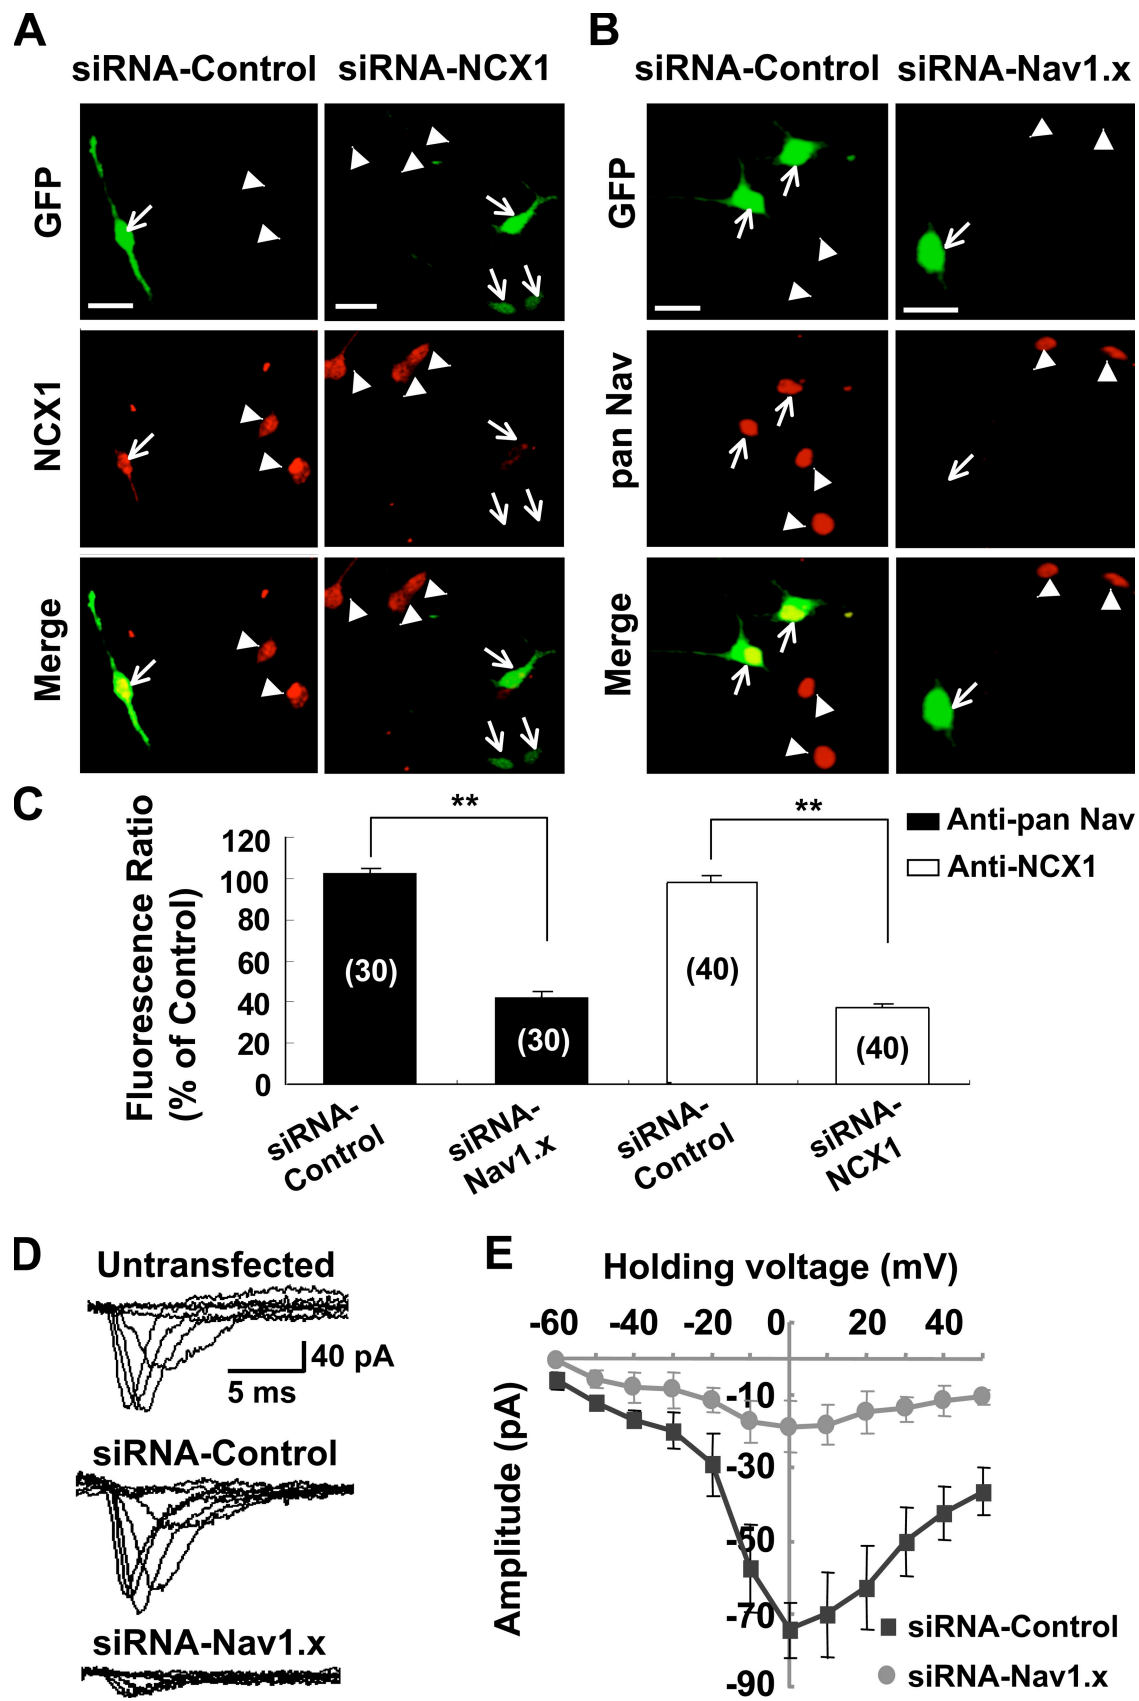 A
siRNA-Control siRNA-NCX1
GFP
NCX1
Merge
B
siRNA-Control siRNA-Nav1.x
GFP
pan Nav
Merge
C
Fluorescence Ratio
(% of Control)
120
100
80
60
40
20
0
**
**
Anti-pan Nav
Anti-NCX1
(30)
(30)
(40)
(40)
siRNA-
Control
siRNA-
Nav1.x
siRNA-
Control
siRNA-
NCX1
D
Untransfected
40 pA
5 ms
siRNA-Control
siRNA-Nav1.x
E
Holding voltage (mV)
-60 -40 -20 0 20 40
Amplitude (pA)
-10
-30
-50
-70
-90
siRNA-Control
siRNA-Nav1.x